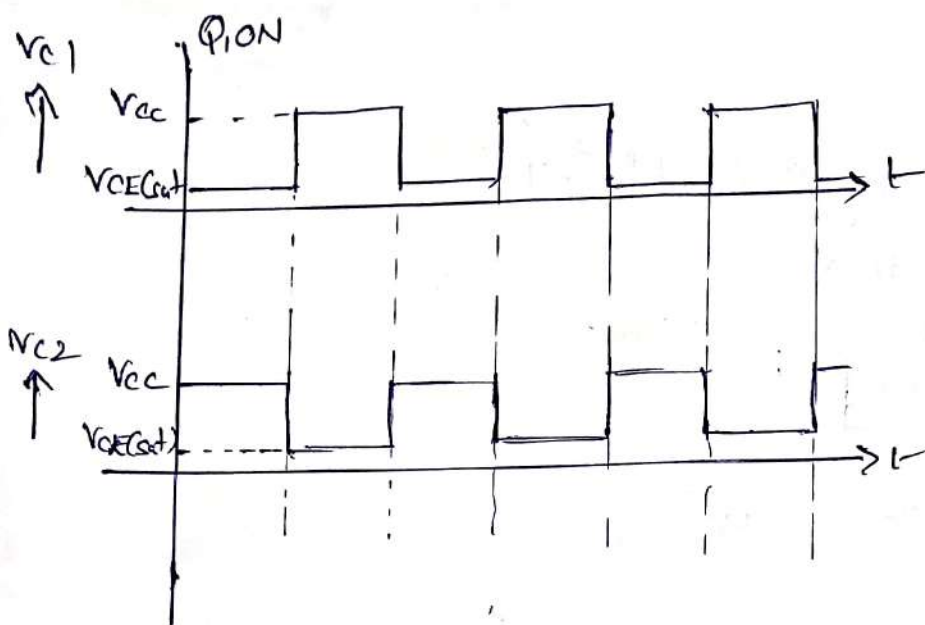 Q1ON
VC1
VCC
VCE(sat
t
VC2
VCC
VCE(sat)
t